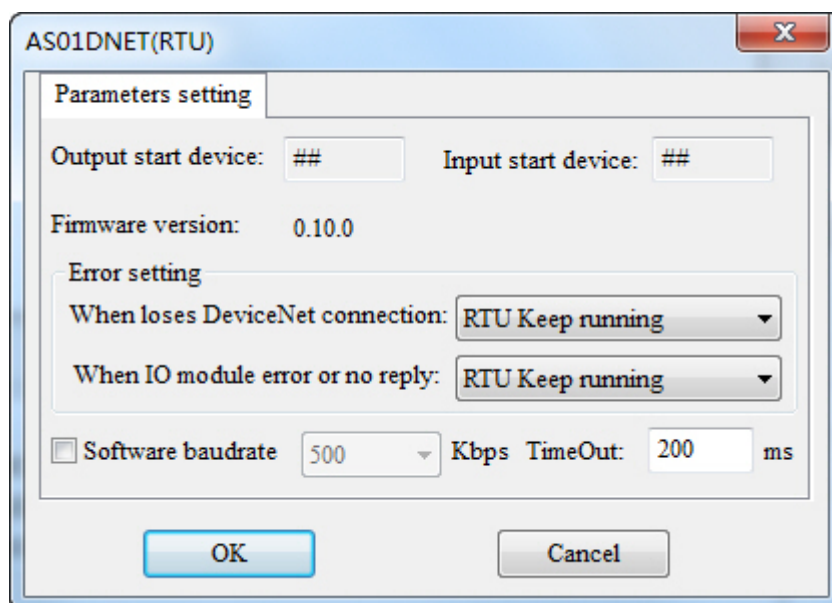 AS01DNET(RTU)
Parameters setting
Output start device: ## Input start device: ##
Firmware version: 0.10.0
Error setting
When loses DeviceNet connection: RTU Keep running
When IO module error or no reply: RTU Keep running
Software baudrate 500 Kbps TimeOut: 200 ms
OK Cancel